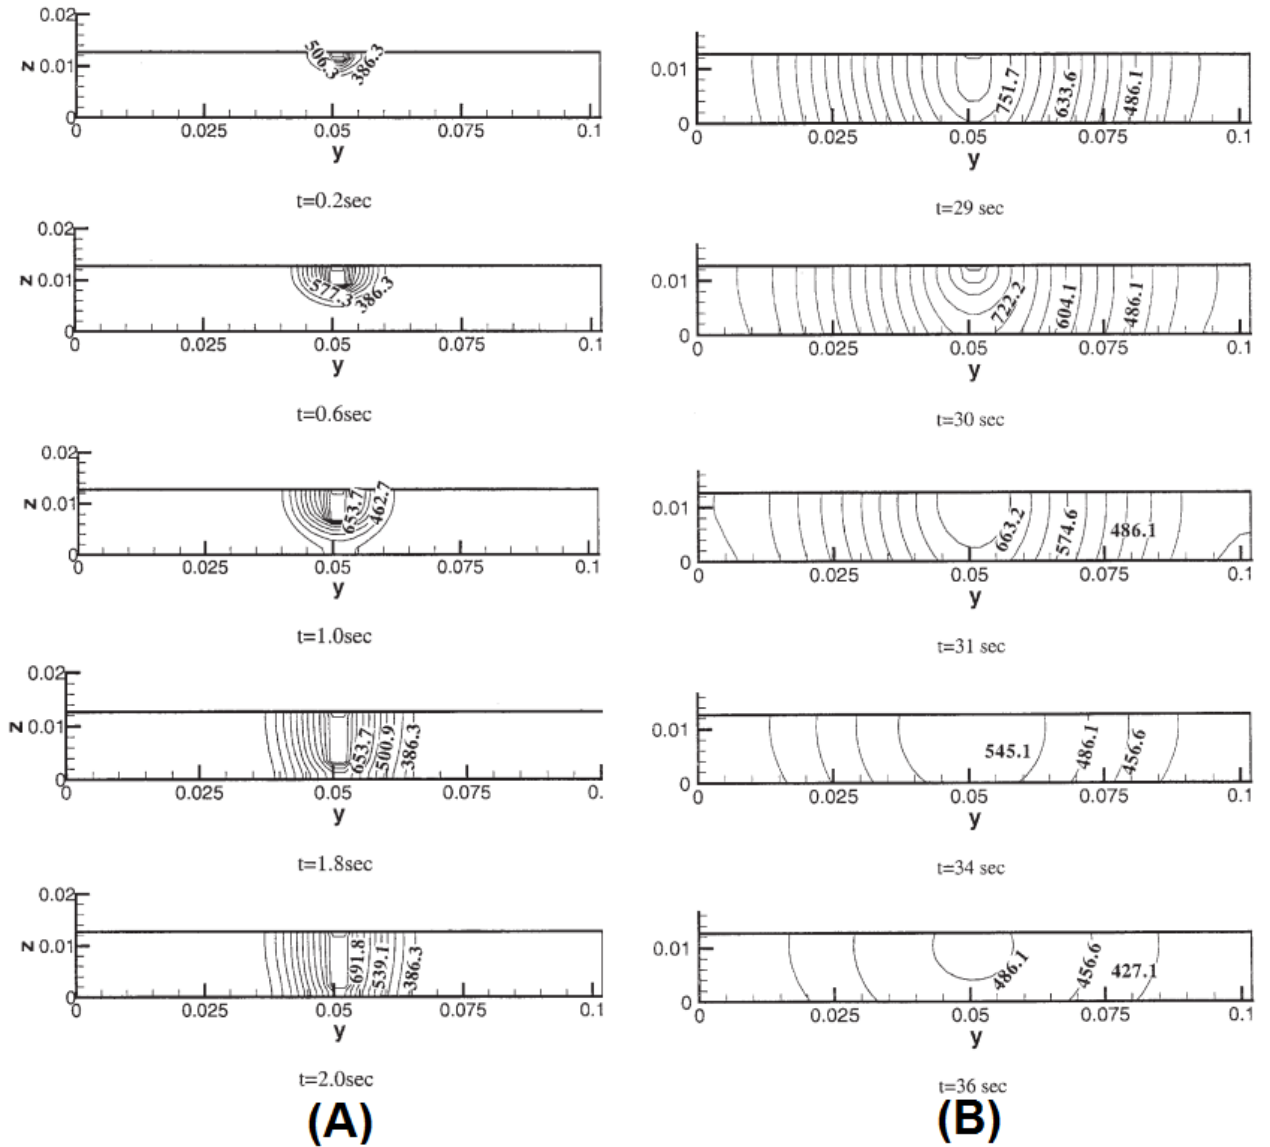 0.02
506.3
386.3
z 0.01
0
0 0.025 0.05 0.075 0.1
y
t=0.2sec
0.02
z 0.01
577.3
386.3
0
0 0.025 0.05 0.075 0.1
y
t=0.6sec
0.02
z 0.01
653.7
462.7
0
0 0.025 0.05 0.075 0.1
y
t=1.0sec
0.02
z 0.01
653.7
500.9
386.3
0
0 0.025 0.05 0.075 0.
y
t=1.8sec
0.02
z 0.01
691.8
539.1
386.3
0
0 0.025 0.05 0.075 0.1
y
t=2.0sec
(A)
0.01
751.7
633.6
486.1
0
0 0.025 0.05 0.075 0.1
y
t=29 sec
0.01
722.2
604.1
486.1
0
0 0.025 0.05 0.075 0.1
y
t=30 sec
0.01
663.2
574.6
486.1
0
0 0.025 0.05 0.075 0.1
y
t=31 sec
0.01
545.1
486.1
456.6
0
0 0.025 0.05 0.075 0.1
y
t=34 sec
0.01
486.1
456.6
427.1
0
0 0.025 0.05 0.075 0.1
y
t=36 sec
(B)